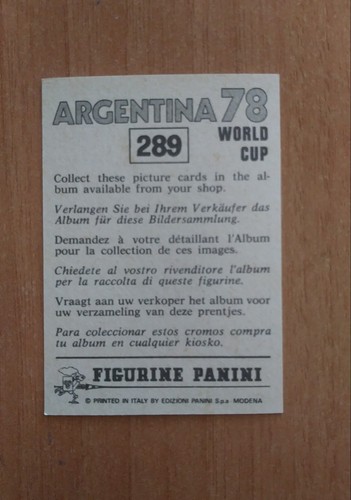 ARGENTINA 78
289
WORLD
CUP
Collect these picture cards in the al-
bum available from your shop.
Verlangen Sie bei Ihrem Verkäufer das
Album für diese Bildersammlung.
Demandez à votre détaillant l'Album
pour la collection de ces images.
Chiedete al vostro rivenditore l'album
per la raccolta di queste figurine.
Vraagt aan uw verkoper het album voor
uw verzameling van deze prentjes.
Para coleccionar estos cromos compra
tu album en cualquier kiosko.
FIGURINE PANINI
© PRINTED IN ITALY BY EDIZIONI PANINI S.p.a MODENA